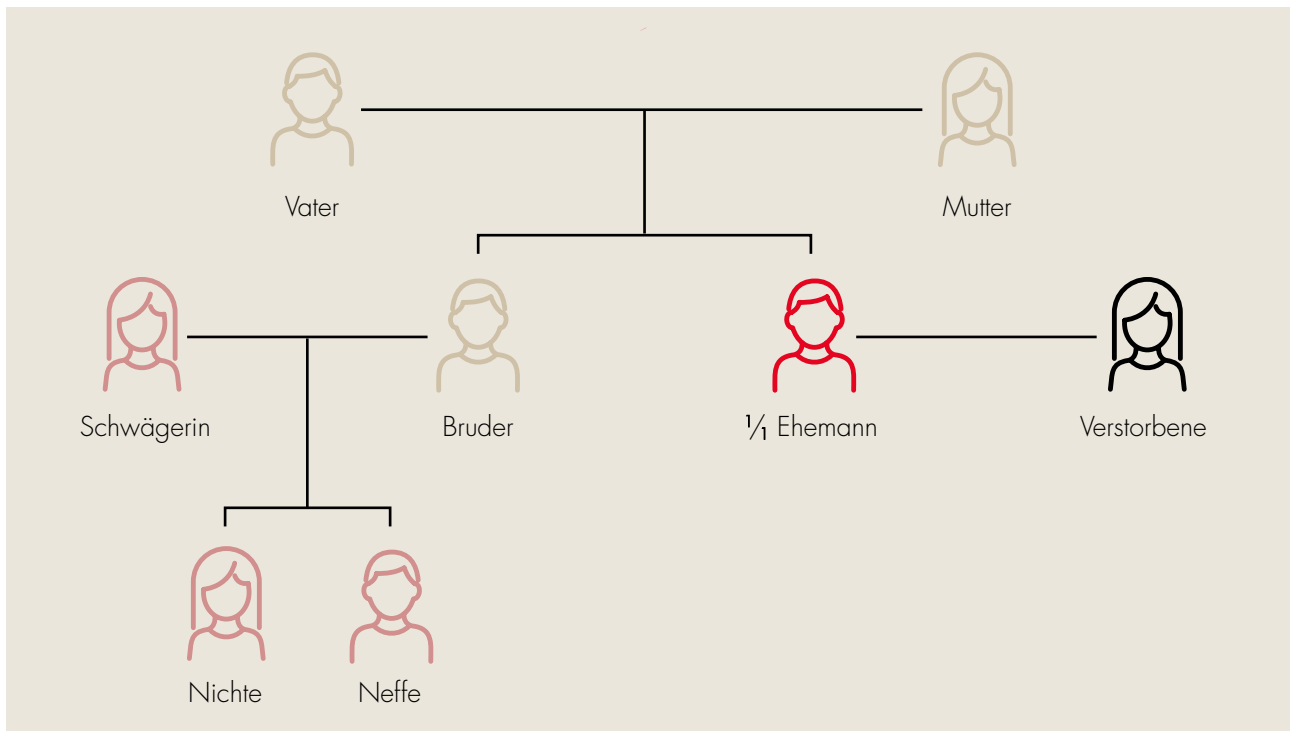 Vater
Mutter
Schwägerin
Bruder
1/1 Ehemann
Verstorbene
Nichte
Neffe